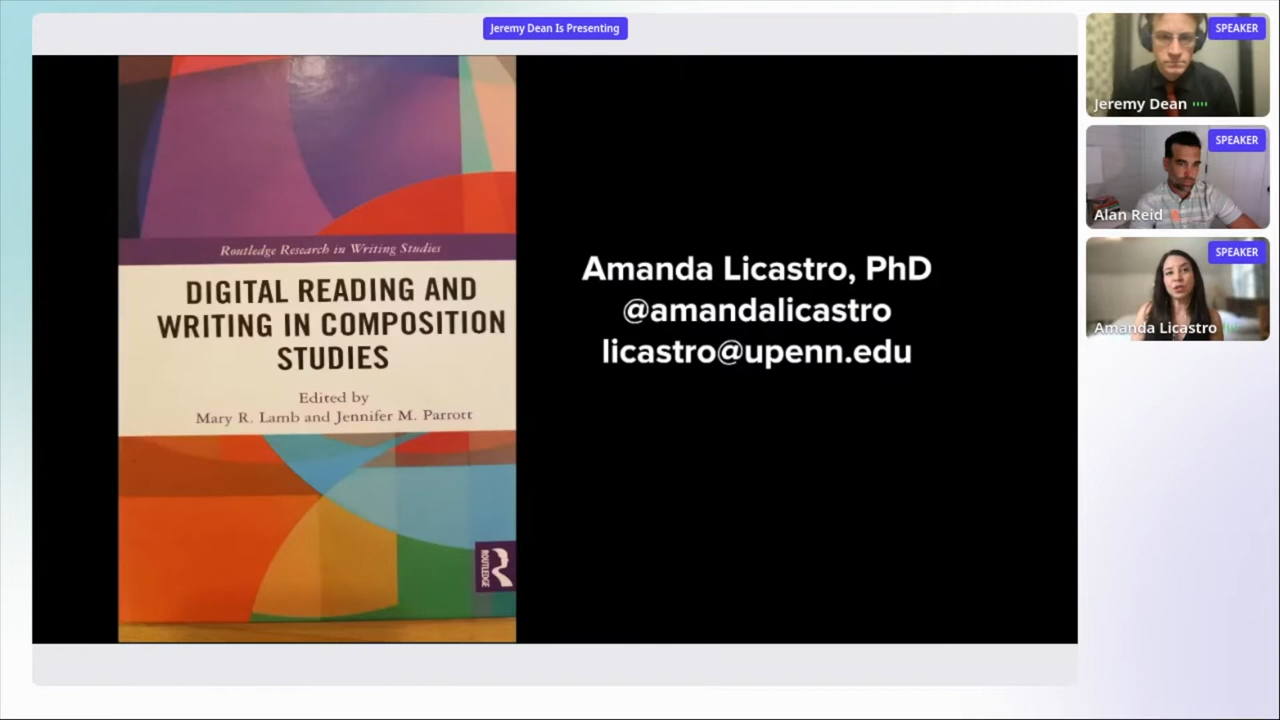 Jeremy Dean Is Presenting
Routledge Research in Writing Studies
DIGITAL READING AND
WRITING IN COMPOSITION
STUDIES
Edited by
Mary R. Lamb and Jennifer M. Parrott
ROUTLEDGE
Amanda Licastro, PhD
@amandalicastro
licastro@upenn.edu
SPEAKER
Jeremy Dean
SPEAKER
Alan Reid
SPEAKER
Amanda Licastro